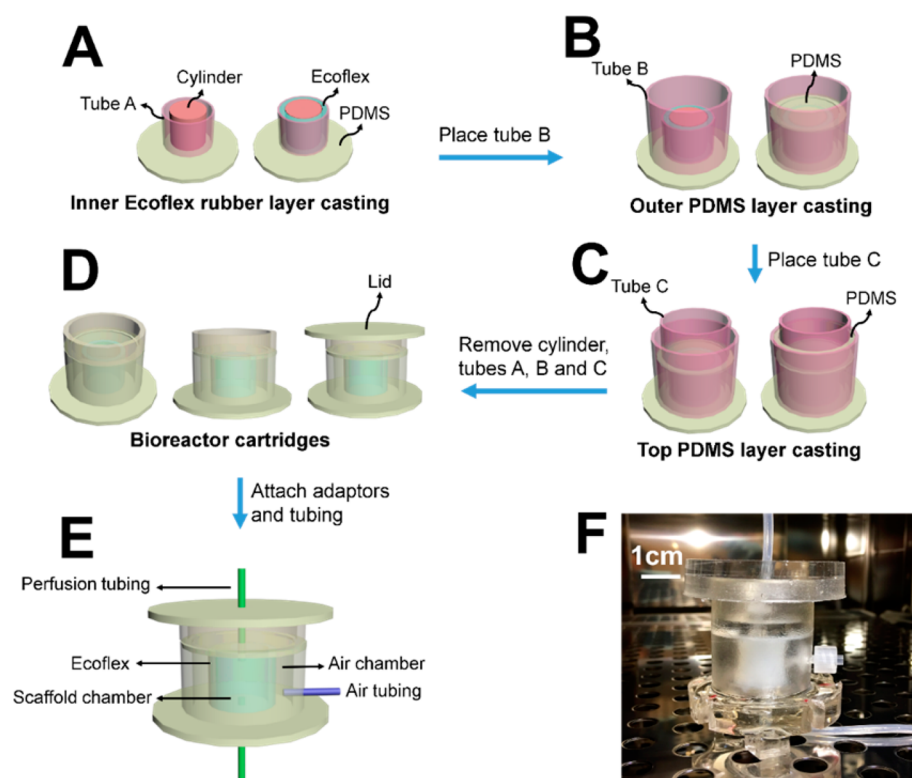 A
Cylinder
Tube A
Ecoflex
PDMS
Inner Ecoflex rubber layer casting
Place tube B
B
Tube B
PDMS
Outer PDMS layer casting
Place tube C
C
Tube C
PDMS
Top PDMS layer casting
Remove cylinder,
tubes A, B and C
D
Lid
Bioreactor cartridges
Attach adaptors
and tubing
E
Perfusion tubing
Ecoflex
Scaffold chamber
Air chamber
Air tubing
F
1cm